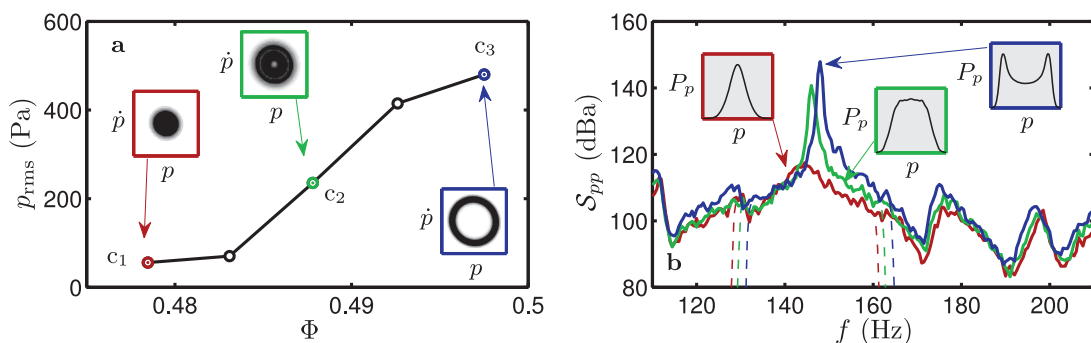 600
400
200
0
p_rms (Pa)
a
ṗ
p
ṗ
p
c₃
c₂
c₁
ṗ
p
0.48
0.49
0.5
Φ
160
140
120
100
80
𝒮_pp (dBa)
P_p
p
P_p
p
P_p
p
b
120
140
160
180
200
f (Hz)